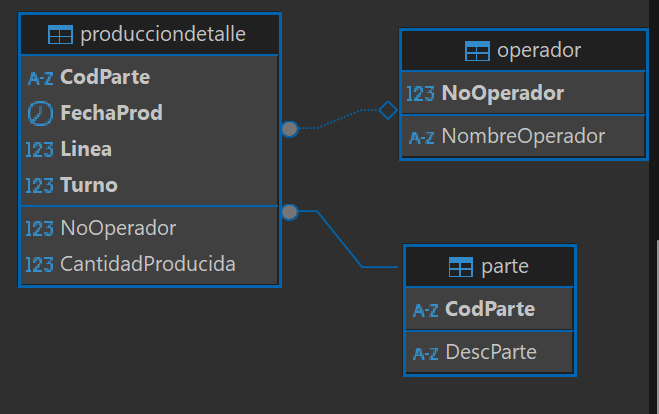 producciondetalle
A-Z CodParte
FechaProd
123 Linea
123 Turno
123 NoOperador
123 CantidadProducida
operador
123 NoOperador
A-Z NombreOperador
parte
A-Z CodParte
A-Z DescParte